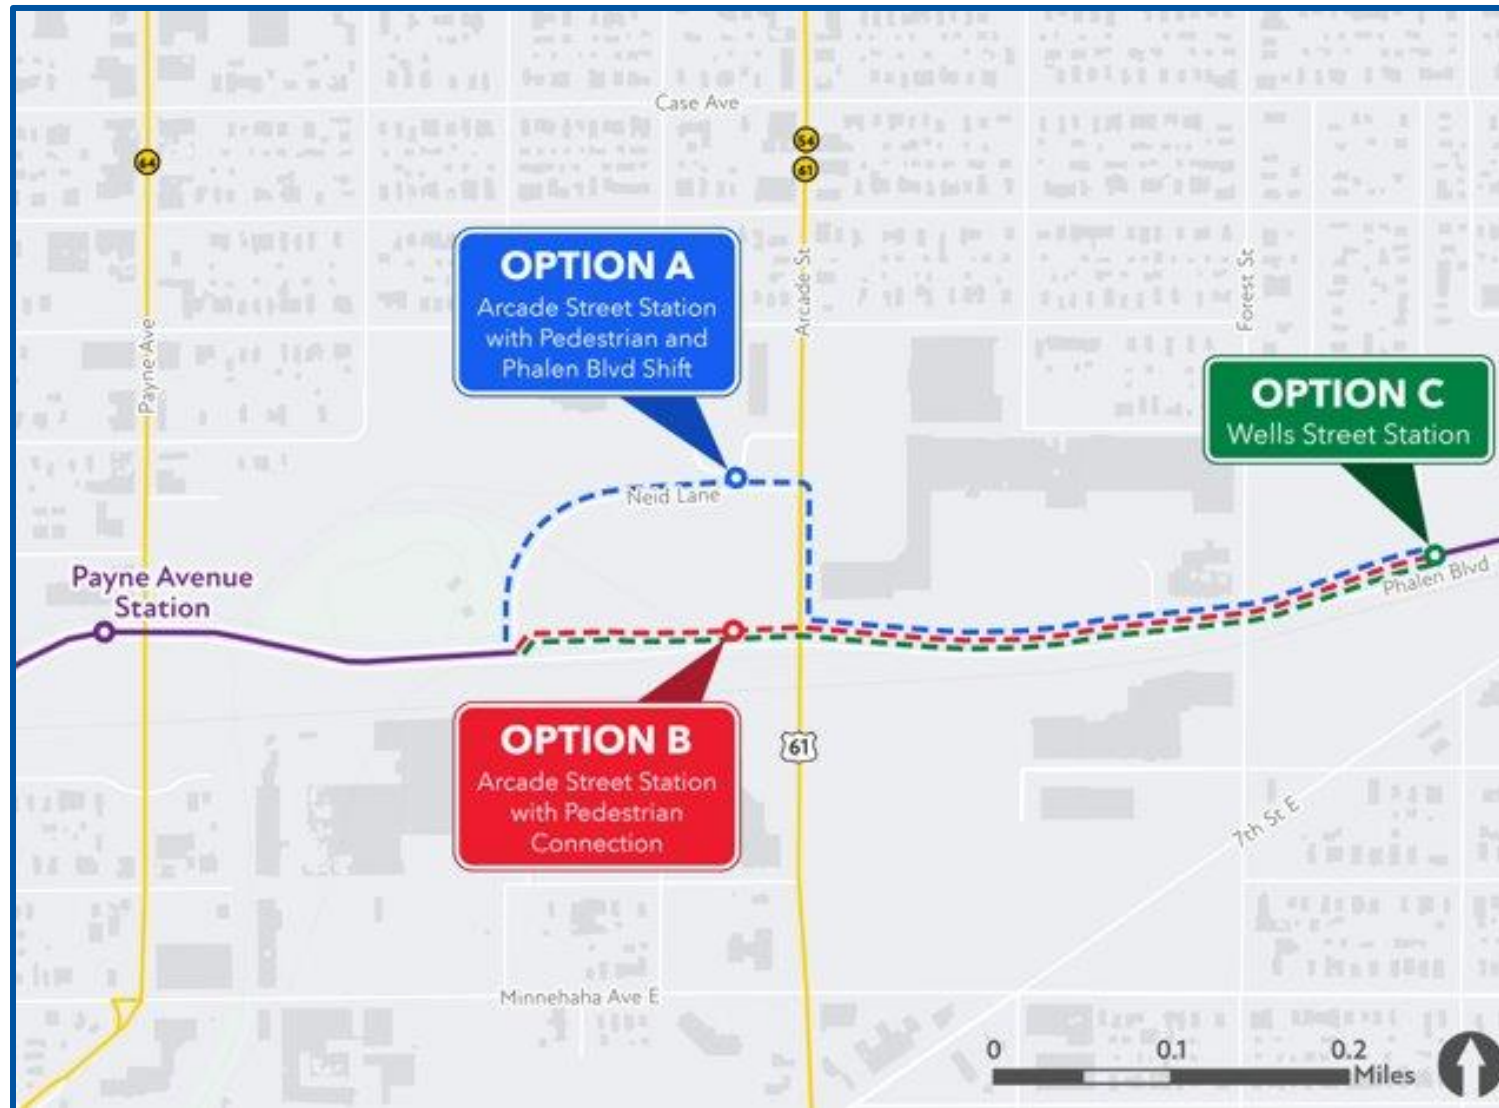 Case Ave
64
54
61
Payne Ave
OPTION A
Arcade Street Station
with Pedestrian and
Phalen Blvd Shift
Arcade St
Forest St
OPTION C
Wells Street Station
Neid Lane
Payne Avenue
Station
Phalen Blvd
OPTION B
Arcade Street Station
with Pedestrian
Connection
61
7th St E
Minnehaha Ave E
0 0.1 0.2
Miles